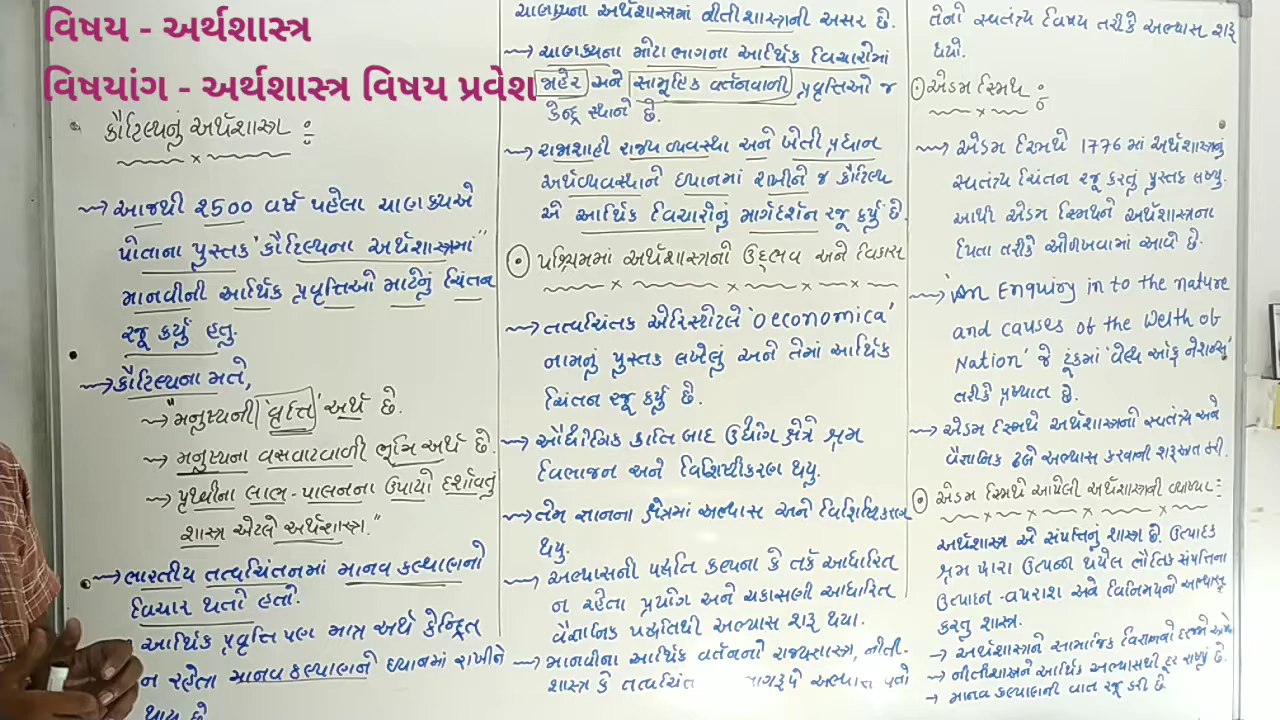 વિષય - અર્થશાસ્ત્ર
વિષયાંગ - અર્થશાસ્ત્ર વિષય પ્રવેશ
કૌટિલ્યનું અર્થશાસ્ત્ર :-
આજથી ૨૫૦૦ વર્ષ પહેલા ચાણક્યએ
પોતાના પુસ્તક "કૌટિલ્યના અર્થશાસ્ત્રમાં"
માનવીની આર્થિક પ્રવૃત્તિઓ માટેનું ચિંતન
રજૂ કર્યું હતુ.
કૌટિલ્યના મતે,
"મનુષ્યની 'વૃત્તિ' અર્થ છે.
મનુષ્યના વસવાટવાળી ભૂમિ અર્થ છે.
પૃથ્વીના લાભ-પાલનના ઉપાયો દર્શાવતું
શાસ્ત્ર એટલે અર્થશાસ્ત્ર."
ભારતીય તત્વચિંતનમાં માનવ કલ્યાણનો
વિચાર થતો હતો.
આર્થિક પ્રવૃત્તિ પણ માત્ર અર્થ કેન્દ્રિત
ન રહેતા માનવ કલ્યાણનો ધ્યાનમાં રાખીને
થાય છે
ચાણક્યના અર્થશાસ્ત્રમાં નીતીશાસ્ત્રની અસર છે.
ચાણક્યના મોટા ભાગના આર્થિક વિચારોમાં
જાહેર અને સામૂહિક વર્તનવાની પ્રવૃત્તિઓ જ
કેન્દ્ર સ્થાને છે.
રાજાશાહી રાજ્ય વ્યવસ્થા અને ખેતી પ્રધાન
અર્થવ્યવસ્થાને ધ્યાનમાં રાખીને જ કૌટિલ્ય
એ આર્થિક વિચારોનું માર્ગદર્શન રજૂ કર્યું છે.
પશ્ચિમમાં અર્થશાસ્ત્રનો ઉદ્દભવ અને વિકાસ
તત્વચિંતક એરિસ્ટોટલે 'Oeconomica'
નામનું પુસ્તક લખેલું અને તેમાં આર્થિક
ચિંતન રજૂ કર્યું છે.
ઔદ્યોગિક ક્રાંતિ બાદ ઉદ્યોગ ક્ષેત્રે શ્રમ
વિભાજન અને વિશિષ્ટીકરણ થયુ.
તેમ જ્ઞાનના ક્ષેત્રમાં અભ્યાસ અને વિશિષ્ટિકરણ
થયુ.
અભ્યાસની પધ્ધતિ કલ્પના કે તર્ક આધારિત
ન રહેતા પ્રયોગ અને ચકાસણી આધારિત
વૈજ્ઞાનિક પધ્ધતિથી અભ્યાસ શરૂ થયા.
માનવીના આર્થિક વર્તનનો રાજ્યશાસ્ત્ર, નીતી-
શાસ્ત્ર કે તત્વચિંત ભાગરૂપે અભ્યાસ થતો
તેનો સ્વતંત્ર વિષય તરીકે અભ્યાસ શરૂ
થયો.
એડમ સ્મિથ :-
એડમ સ્મિથે 1776 માં અર્થશાસ્ત્રનું
સ્વતંત્ર ચિંતન રજૂ કરતું પુસ્તક લખ્યુ.
આથી એડમ સ્મિથને અર્થશાસ્ત્રના
પિતા તરીકે ઓળખવામાં આવે છે.
'An Enquiry in to the nature
and causes of the Welth of
Nation' જે ટૂંકમાં 'વેલ્થ ઓફ નેશન્સ'
તરીકે પ્રખ્યાત છે.
એડમ સ્મિથે અર્થશાસ્ત્રનો સ્વતંત્ર અને
વૈજ્ઞાનિક ઢબે અભ્યાસ કરવાની શરૂઆત કરી.
એડમ સ્મિથે આપેલી અર્થશાસ્ત્રની વ્યાખ્યા :-
અર્થશાસ્ત્ર એ સંપત્તિનું શાસ્ત્ર છે. ઉત્પાદક
શ્રમ દ્વારા ઉત્પન્ન થયેલ ભૌતિક સંપત્તિના
ઉત્પાદન-વપરાશ અને વિનિમયનો અભ્યાસ
કરતુ શાસ્ત્ર.
→ અર્થશાસ્ત્રને સામાજિક વિજ્ઞાનનો દરજ્જો આપ્યો
→ નીતીશાસ્ત્રને આર્થિક અભ્યાસથી દૂર રાખ્યું છે.
→ માનવ કલ્યાણની વાત રજૂ કરી છે